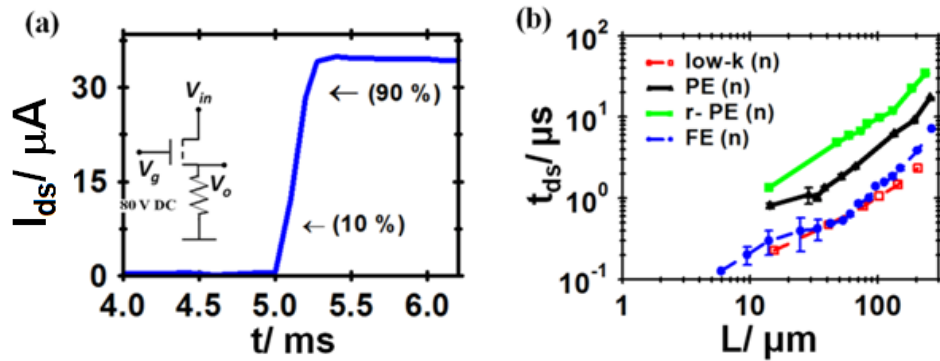 (a)
I_ds/ μA
30
15
0
V_in
V_g
V_o
80 V DC
← (90 %)
← (10 %)
4.0 4.5 5.0 5.5 6.0
t/ ms
(b)
t_ds/ μs
10^2
10^1
10^0
10^-1
low-k (n)
PE (n)
r- PE (n)
FE (n)
1 10 100
L/ μm